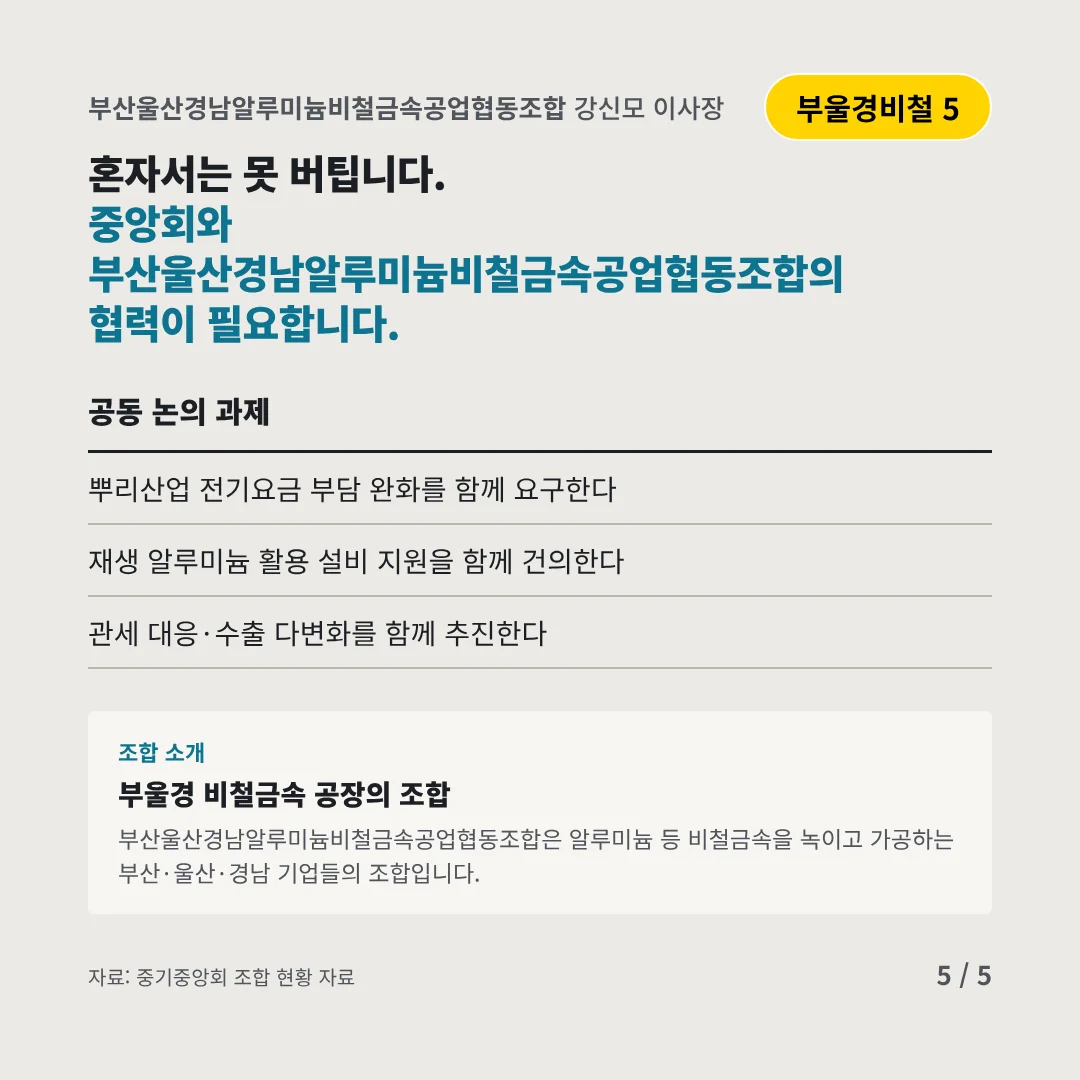 부산울산경남알루미늄비철금속공업협동조합 강신모 이사장
부울경비철 5
혼자서는 못 버팁니다.
중앙회와
부산울산경남알루미늄비철금속공업협동조합의
협력이 필요합니다.
공동 논의 과제
뿌리산업 전기요금 부담 완화를 함께 요구한다
재생 알루미늄 활용 설비 지원을 함께 건의한다
관세 대응·수출 다변화를 함께 추진한다
조합 소개
부울경 비철금속 공장의 조합
부산울산경남알루미늄비철금속공업협동조합은 알루미늄 등 비철금속을 녹이고 가공하는
부산·울산·경남 기업들의 조합입니다.
자료: 중기중앙회 조합 현황 자료
5 / 5